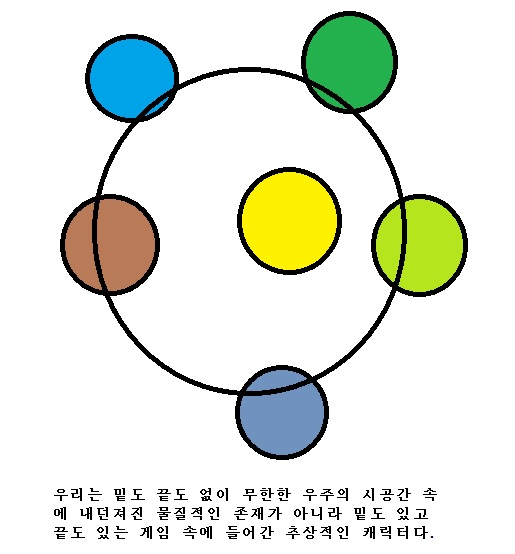 우리는 밑도 끝도 없이 무한한 우주의 시공간 속
에 내던져진 물질적인 존재가 아니라 밑도 있고
끝도 있는 게임 속에 들어간 추상적인 캐릭터다.